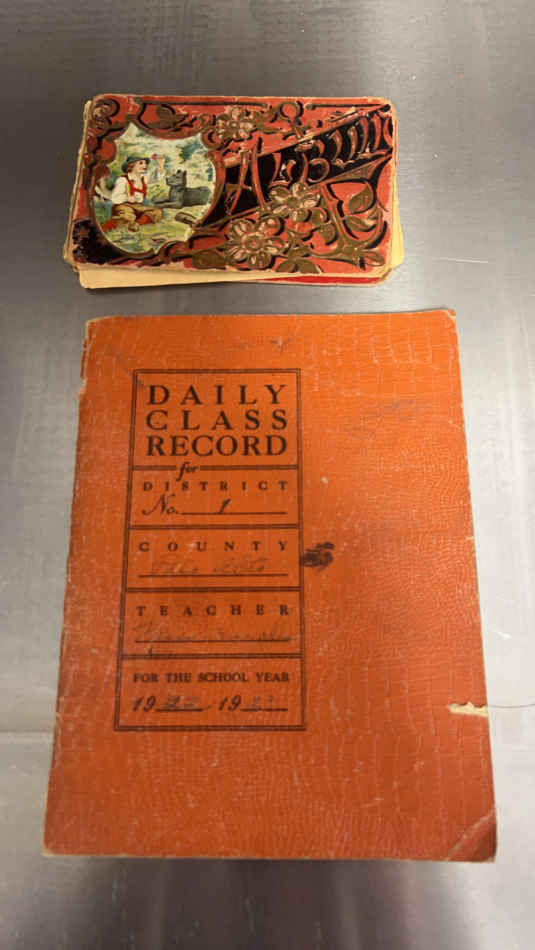 ALBUM
DAILY
CLASS
RECORD
for
DISTRICT
No. 1
COUNTY
TEACHER
FOR THE SCHOOL YEAR
19 19